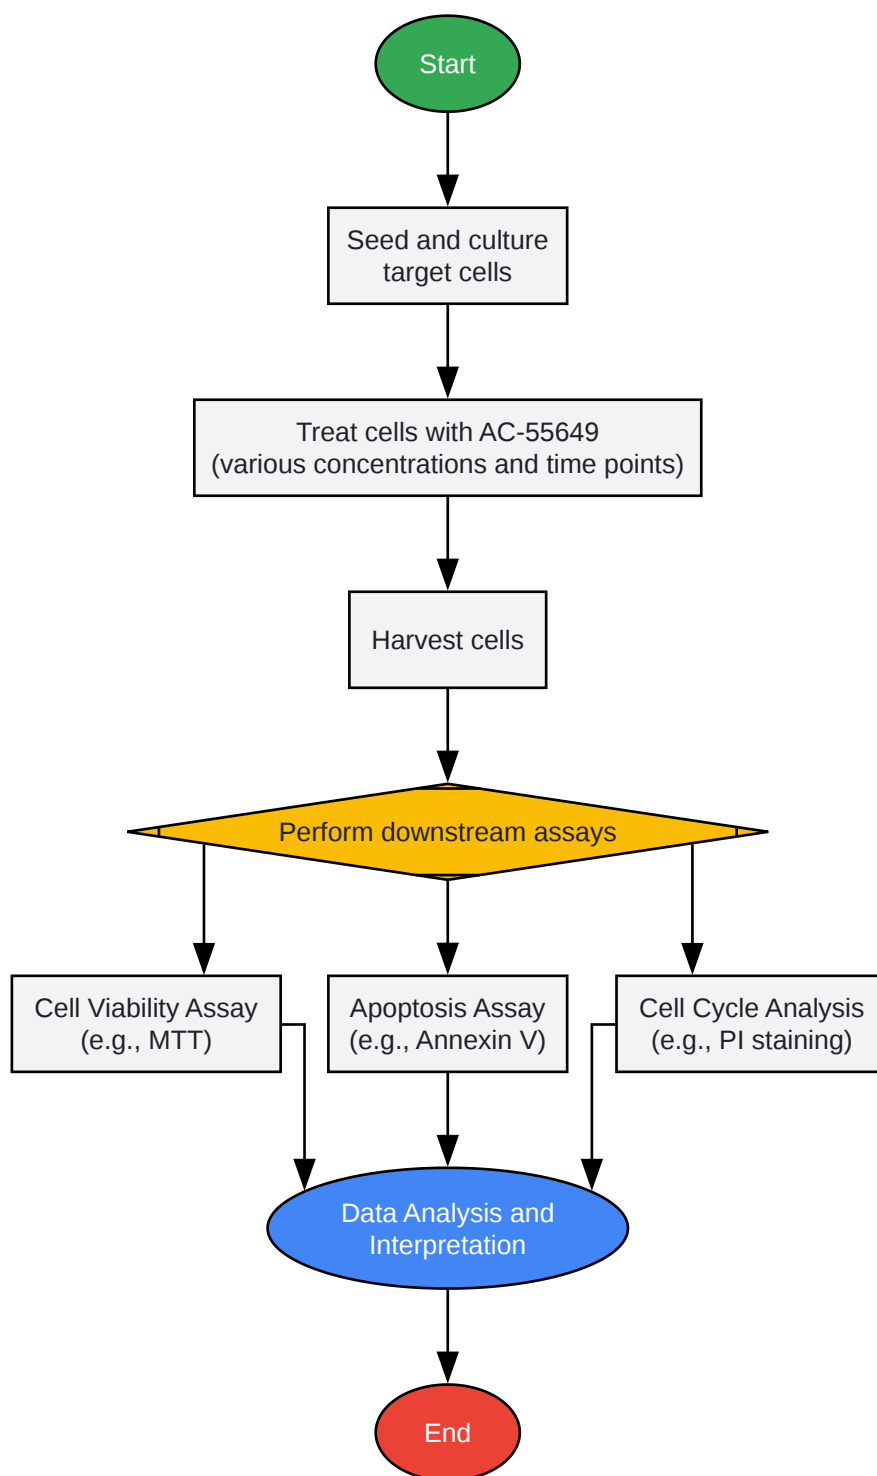 Start
Seed and culture
target cells
Treat cells with AC-55649
(various concentrations and time points)
Harvest cells
Perform downstream assays
Cell Viability Assay
(e.g., MTT)
Apoptosis Assay
(e.g., Annexin V)
Cell Cycle Analysis
(e.g., PI staining)
Data Analysis and
Interpretation
End